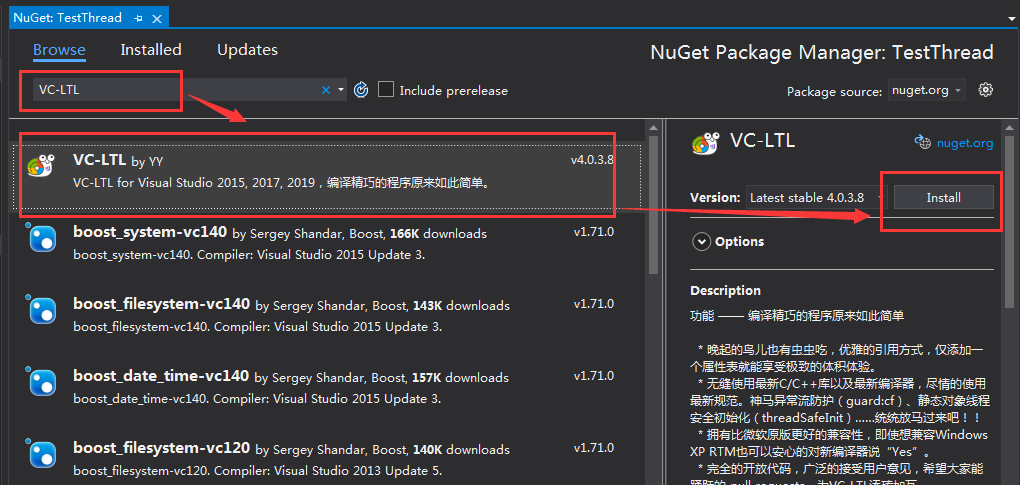 NuGet: TestThread
Browse Installed Updates
NuGet Package Manager: TestThread
VC-LTL
Include prerelease
Package source: nuget.org
VC-LTL by YY v4.0.3.8
VC-LTL for Visual Studio 2015, 2017, 2019，编译精巧的程序原来如此简单。
boost_system-vc140 by Sergey Shandar, Boost, 166K downloads v1.71.0
boost_system-vc140. Compiler: Visual Studio 2015 Update 3.
boost_filesystem-vc140 by Sergey Shandar, Boost, 143K downloads v1.71.0
boost_filesystem-vc140. Compiler: Visual Studio 2015 Update 3.
boost_date_time-vc140 by Sergey Shandar, Boost, 157K downloads v1.71.0
boost_date_time-vc140. Compiler: Visual Studio 2015 Update 3.
boost_filesystem-vc120 by Sergey Shandar, Boost, 140K downloads v1.71.0
boost_filesystem-vc120. Compiler: Visual Studio 2013 Update 5.
VC-LTL nuget.org
Version: Latest stable 4.0.3.8 Install
Options
Description
功能 —— 编译精巧的程序原来如此简单
* 晚起的鸟儿也有虫虫吃，优雅的引用方式，仅添加一
个属性表就能享受极致的体积体验。
* 无缝使用最新C/C++库以及最新编译器，尽情的使用
最新规范。神马异常流防护（guard:cf）、静态对象线程
安全初始化（threadSafeInit）......统统放马过来吧！！
* 拥有比微软原版更好的兼容性，即使想兼容Windows
XP RTM也可以安心的对新编译器说“Yes”。
* 完全的开放代码，广泛的接受用户意见，希望大家能
踊跃的 pull requests，为VC-LTL添砖加瓦。